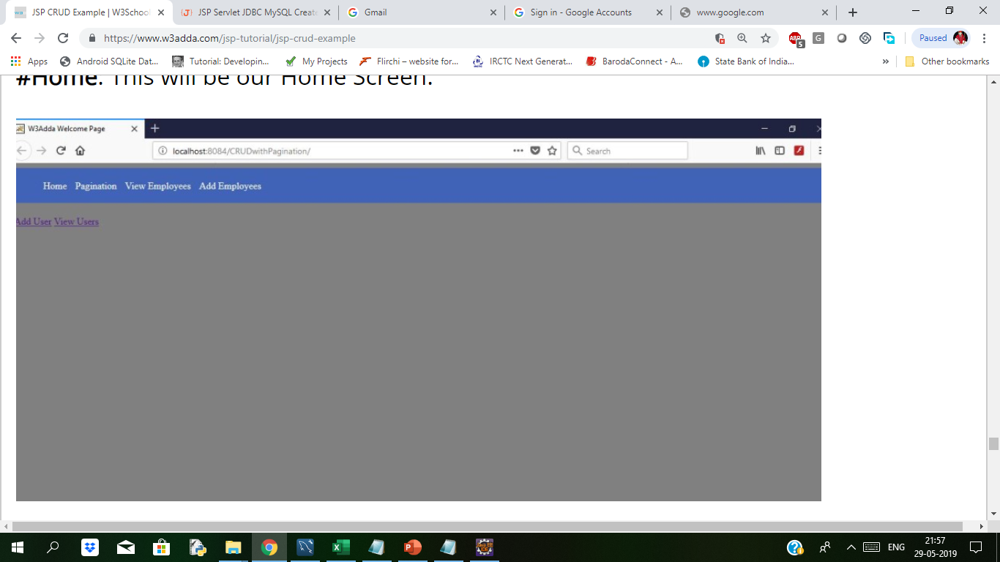 JSP CRUD Example | W3School
JSP Servlet JDBC MySQL Create
Gmail
Sign in - Google Accounts
www.google.com
https://www.w3adda.com/jsp-tutorial/jsp-crud-example
ABP
5
G
Paused
Apps
Android SQLite Dat...
Tutorial: Developin...
My Projects
Flirchi – website for...
IRCTC Next Generat...
BarodaConnect - A...
State Bank of India...
»
Other bookmarks
#Home: This will be our Home Screen.
W3Adda Welcome Page
localhost:8084/CRUDwithPagination/
Search
Home Pagination View Employees Add Employees
Add User View Users
ENG
21:57
29-05-2019